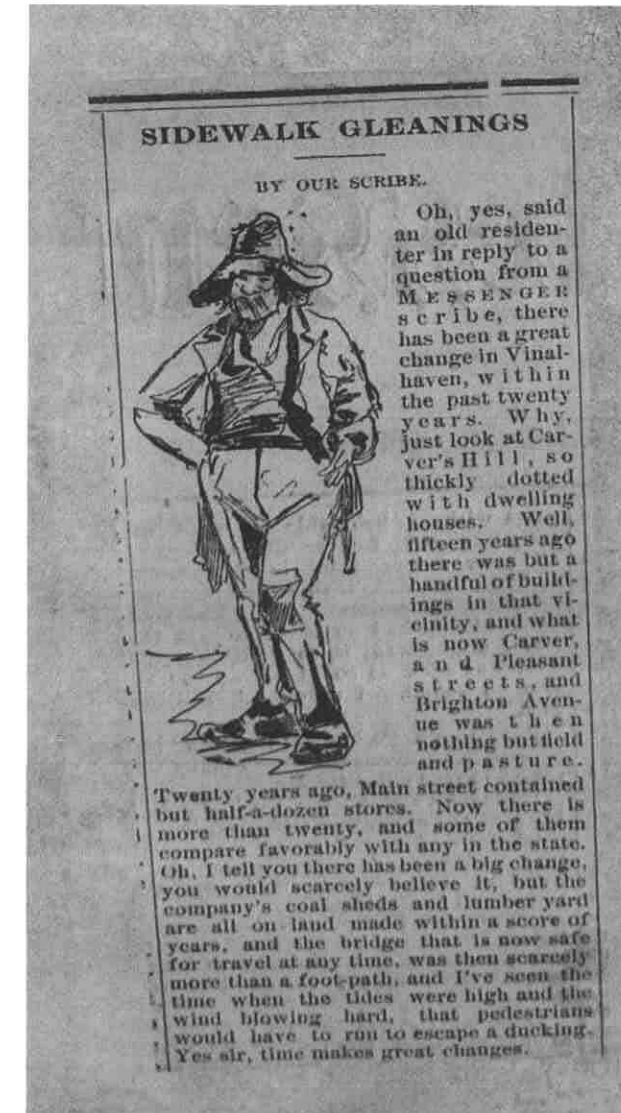 SIDEWALK GLEANINGS
BY OUR SCRIBE.
Oh, yes, said
an old residen-
ter in reply to a
question from a
MESSENGER
scribe, there
has been a great
change in Vinal-
haven, within
the past twenty
years. Why,
just look at Car-
ver's Hill, so
thickly dotted
with dwelling
houses. Well,
fifteen years ago
there was but a
handful of build-
ings in that vi-
cinity, and what
is now Carver,
and Pleasant
streets, and
Brighton Aven-
ue was then
nothing but field
and pasture.
Twenty years ago, Main street contained
but half-a-dozen stores. Now there is
more than twenty, and some of them
compare favorably with any in the state.
Oh, I tell you there has been a big change,
you would scarcely believe it, but the
company's coal sheds and lumber yard
are all on land made within a score of
years, and the bridge that is now safe
for travel at any time, was then scarcely
more than a foot-path, and I've seen the
time when the tides were high and the
wind blowing hard, that pedestrians
would have to run to escape a ducking.
Yes sir, time makes great changes.